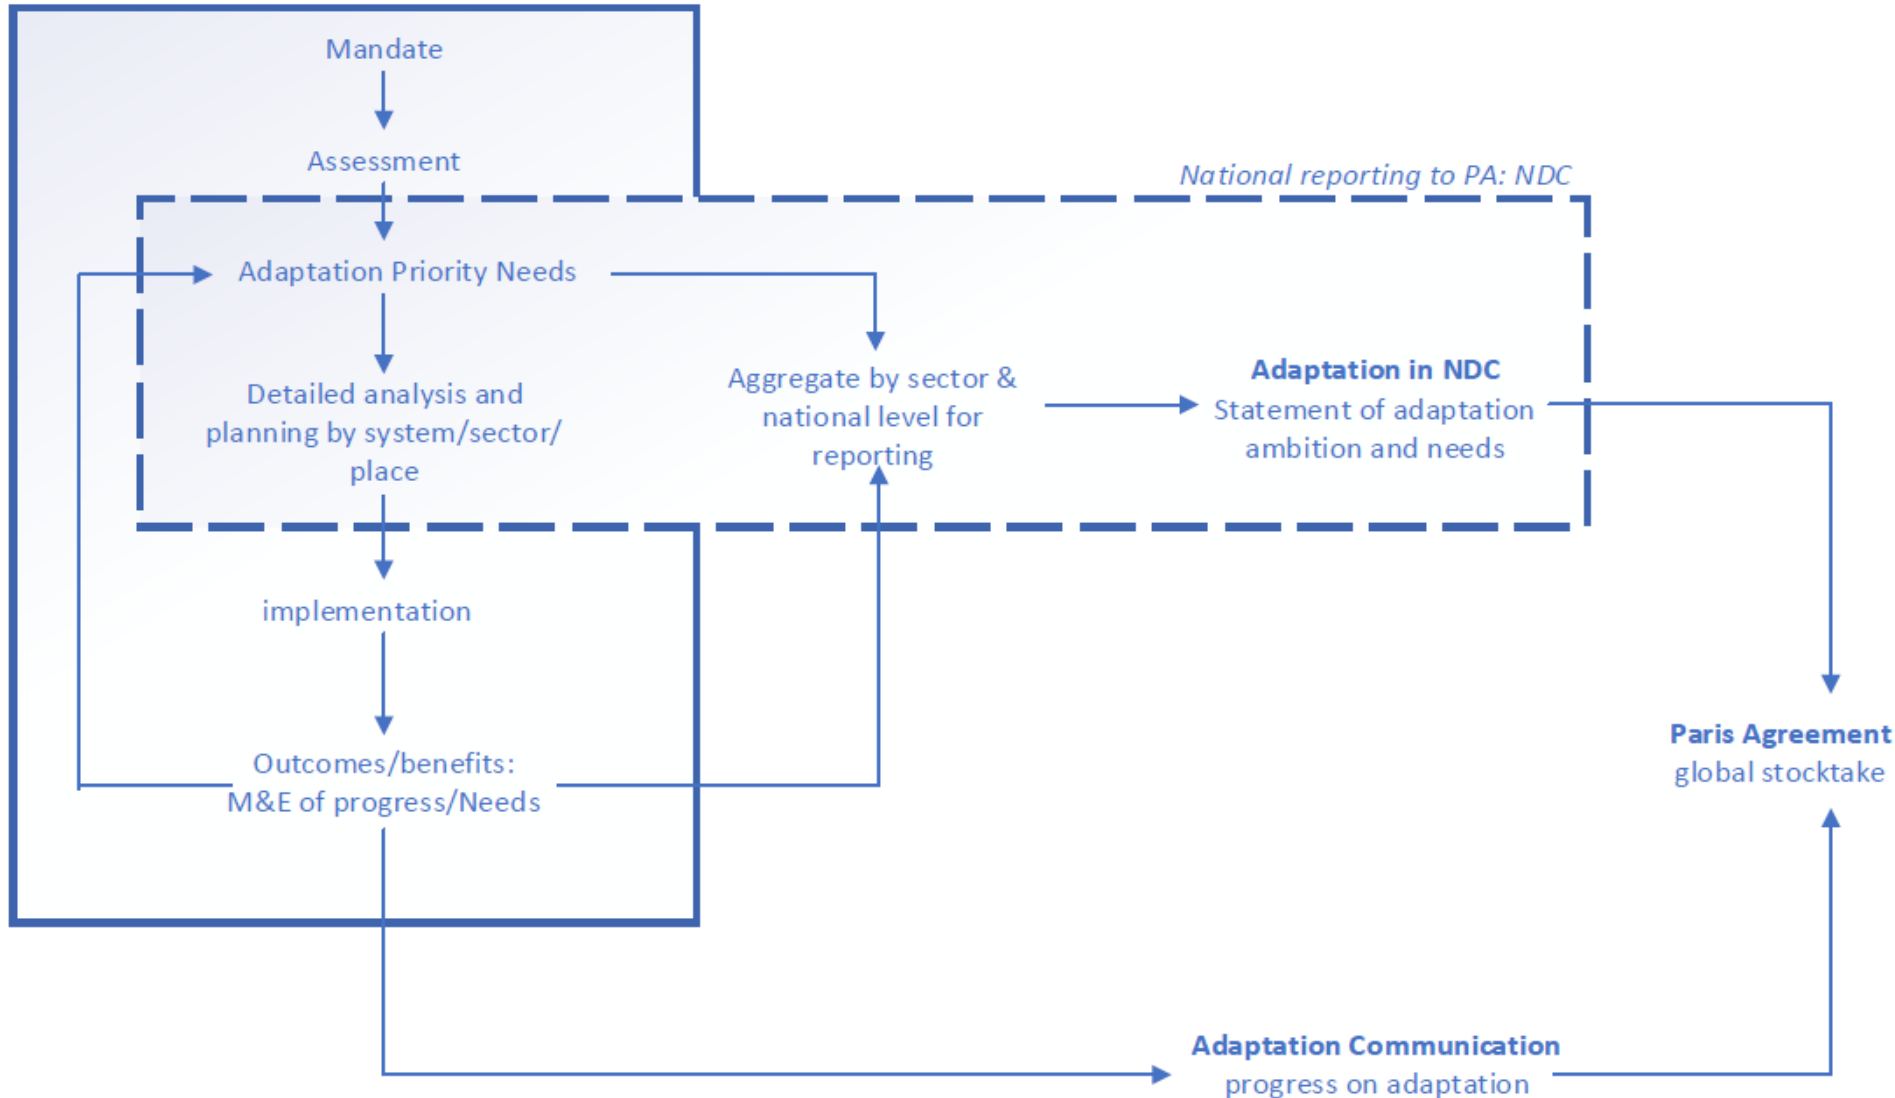 Mandate
Assessment
National reporting to PA: NDC
Adaptation Priority Needs
Detailed analysis and
planning by system/sector/
place
Aggregate by sector &
national level for
reporting
Adaptation in NDC
Statement of adaptation
ambition and needs
implementation
Outcomes/benefits:
M&E of progress/Needs
Paris Agreement
global stocktake
Adaptation Communication
progress on adaptation